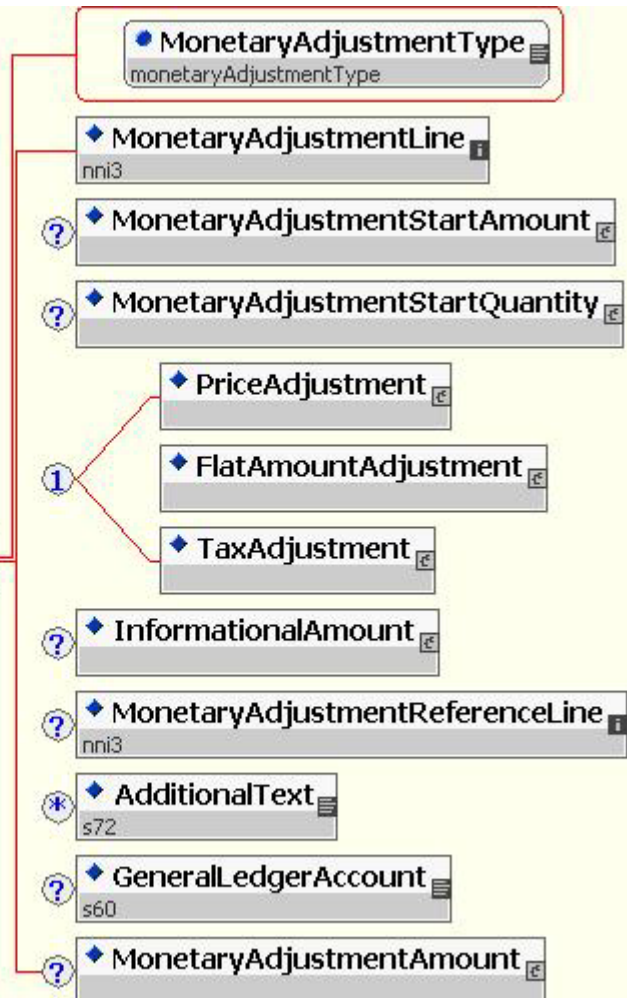 MonetaryAdjustmentType
monetaryAdjustmentType
MonetaryAdjustmentLine
nni3
? MonetaryAdjustmentStartAmount
? MonetaryAdjustmentStartQuantity
PriceAdjustment
1 FlatAmountAdjustment
TaxAdjustment
? InformationalAmount
? MonetaryAdjustmentReferenceLine
nni3
* AdditionalText
s72
? GeneralLedgerAccount
s60
? MonetaryAdjustmentAmount